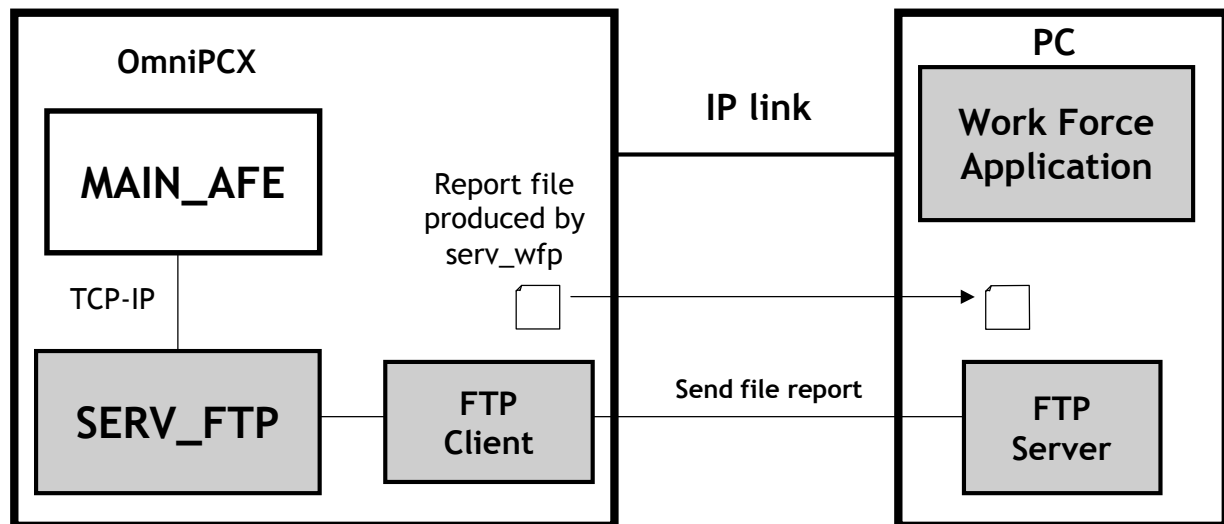 OmniPCX
MAIN_AFE
TCP-IP
SERV_FTP
Report file
produced by
serv_wfp
FTP
Client
IP link
Send file report
PC
Work Force
Application
FTP
Server